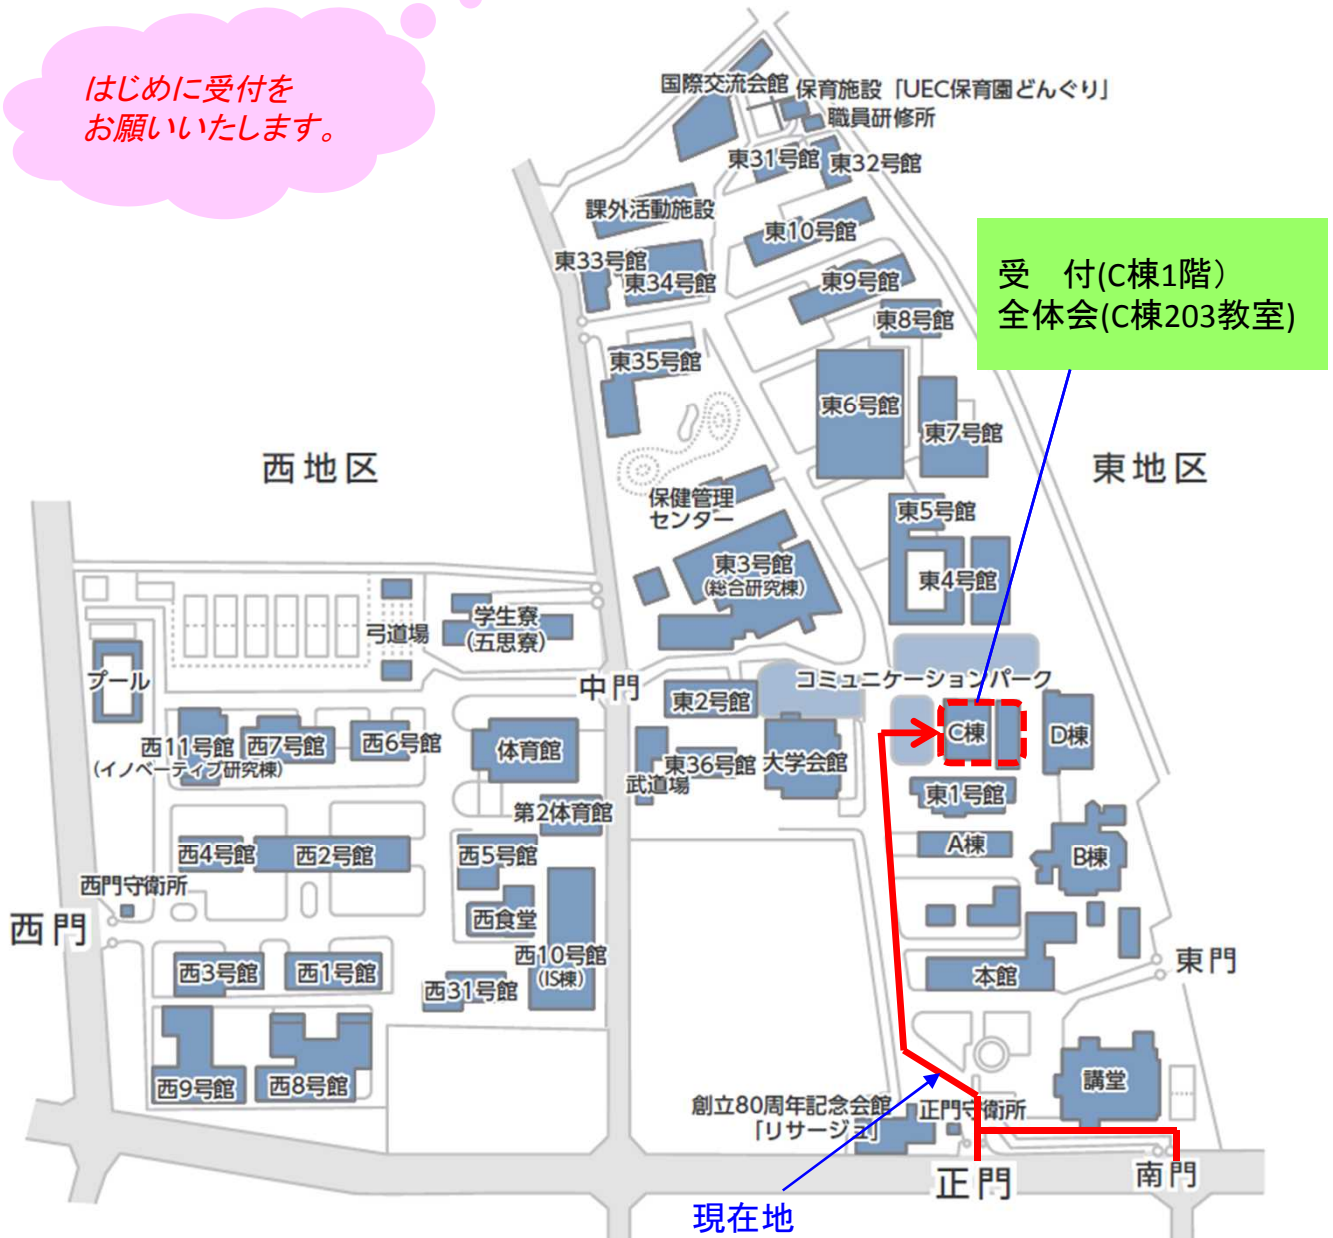 はじめに受付を
お願いいたします。
国際交流会館
保育施設「UEC保育園どんぐり」
職員研修所
東31号館
東32号館
課外活動施設
東10号館
東33号館
東34号館
東9号館
東8号館
受　付(C棟1階）
全体会(C棟203教室)
東35号館
東6号館
東7号館
西地区
東地区
保健管理
センター
東5号館
東3号館
(総合研究棟)
東4号館
学生寮
(五思寮)
弓道場
プール
中門
コミュニケーションパーク
東2号館
西11号館
(イノベーティブ研究棟)
西7号館
西6号館
体育館
武道場
東36号館
大学会館
C棟
D棟
東1号館
第2体育館
A棟
B棟
西4号館
西2号館
西5号館
西門守衛所
西門
西食堂
西10号館
(IS棟)
西3号館
西1号館
西31号館
本館
東門
西9号館
西8号館
講堂
創立80周年記念会館
「リサージュ」
正門守衛所
正門
南門
現在地